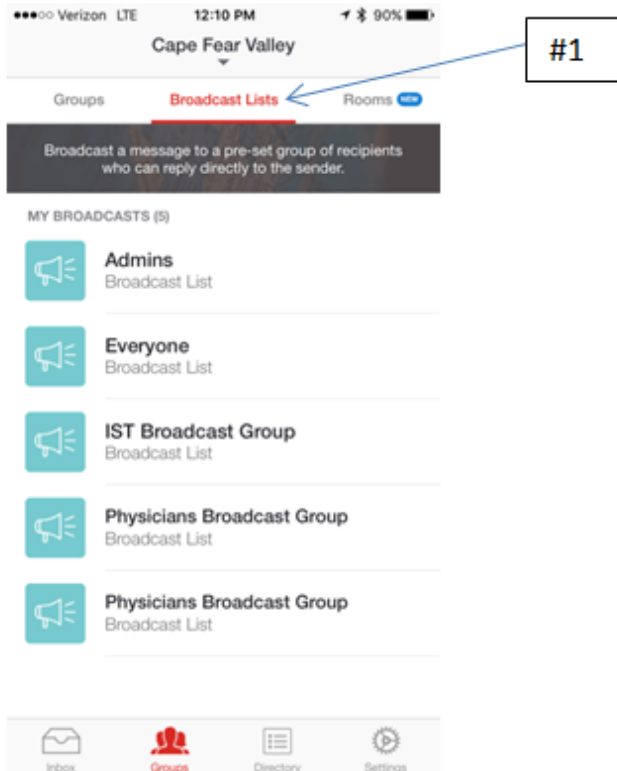 Verizon LTE 12:10 PM 90%
Cape Fear Valley
#1
Groups Broadcast Lists Rooms NEW
Broadcast a message to a pre-set group of recipients
who can reply directly to the sender.
MY BROADCASTS (5)
Admins
Broadcast List
Everyone
Broadcast List
IST Broadcast Group
Broadcast List
Physicians Broadcast Group
Broadcast List
Physicians Broadcast Group
Broadcast List
Inbox Groups Directory Settings